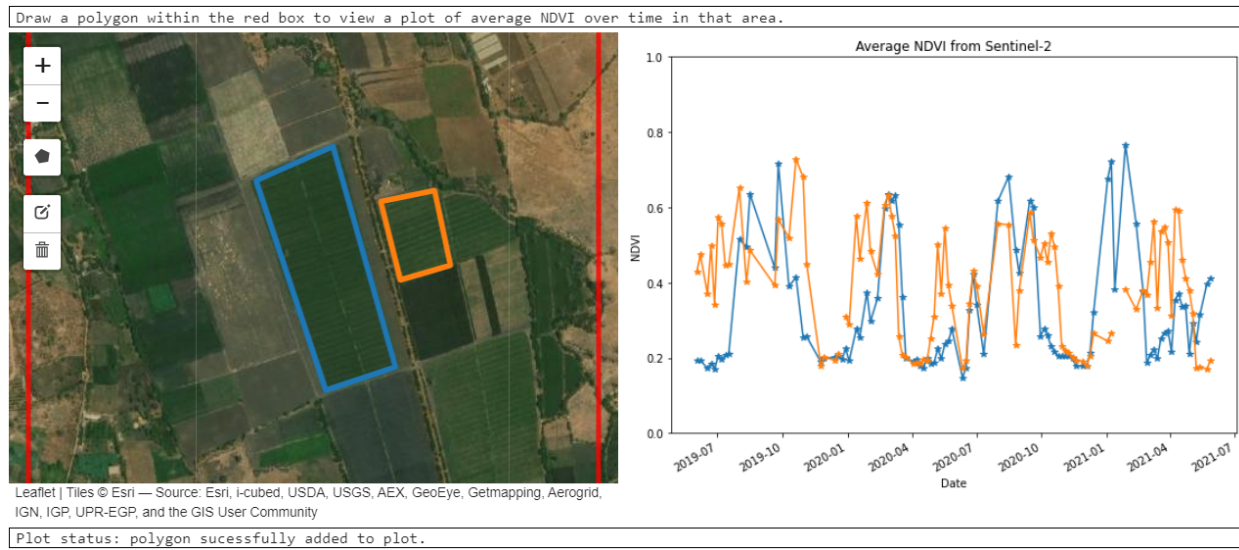 Draw a polygon within the red box to view a plot of average NDVI over time in that area.
+
−
Leaflet | Tiles © Esri — Source: Esri, i-cubed, USDA, USGS, AEX, GeoEye, Getmapping, Aerogrid,
IGN, IGP, UPR-EGP, and the GIS User Community
Average NDVI from Sentinel-2
1.0
0.8
0.6
0.4
0.2
0.0
NDVI
2019-07
2019-10
2020-01
2020-04
2020-07
2020-10
2021-01
2021-04
2021-07
Date
Plot status: polygon sucessfully added to plot.